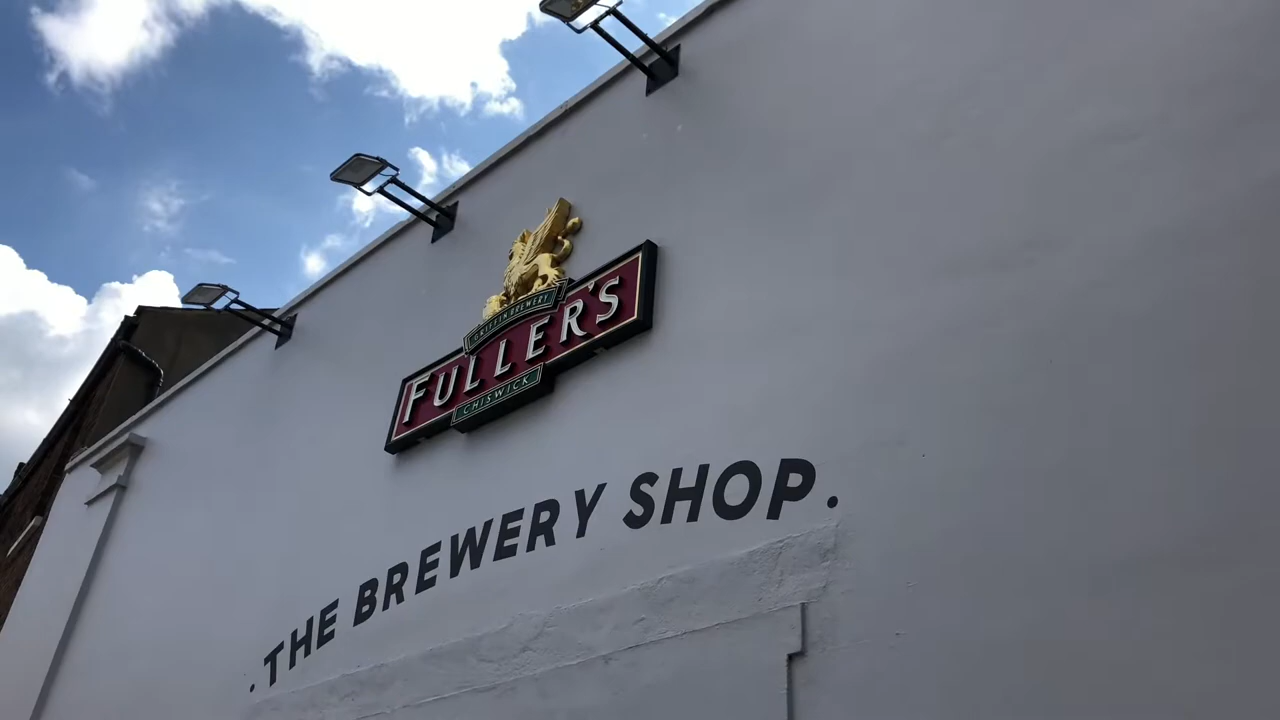 GRIFFIN BREWERY
FULLER'S
CHISWICK
. THE BREWERY SHOP .